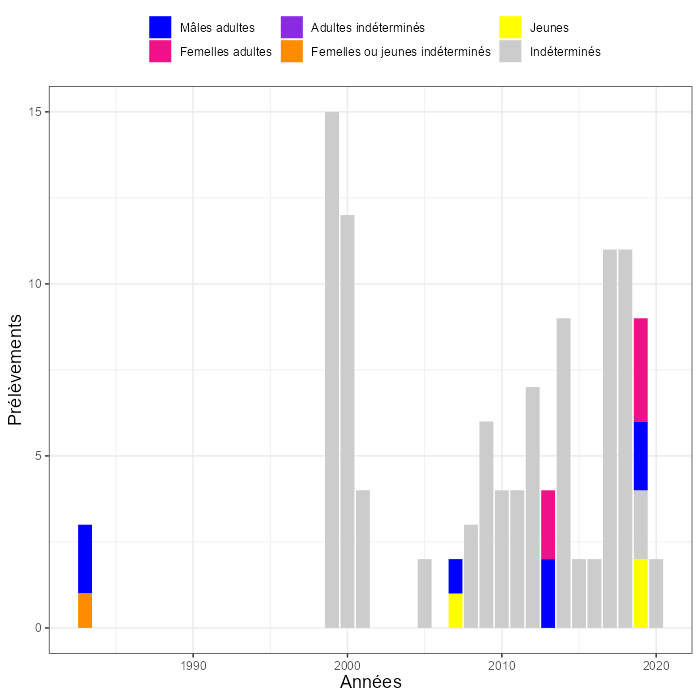 Mâles adultes
Adultes indéterminés
Jeunes
Femelles adultes
Femelles ou jeunes indéterminés
Indéterminés
15
10
5
0
Prélèvements
1990
2000
2010
2020
Années